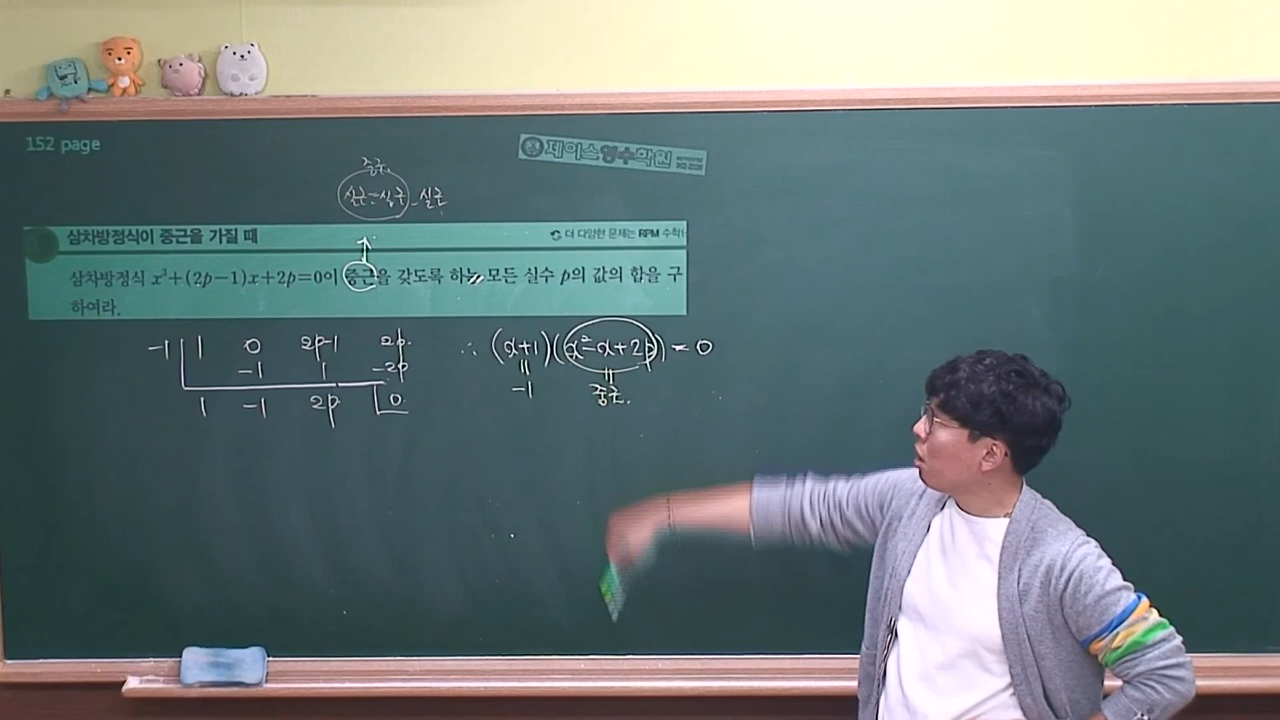 152 page
제이스영수학원
중근.
실근=실근 - 실근
삼차방정식이 중근을 가질 때
더 다양한 문제는 RPM 수학(
삼차방정식 x³+(2p−1)x+2p=0이 중근을 갖도록 하는 모든 실수 p의 값의 합을 구
하여라.
-1 1 0 2p-1 2p
-1 1 -2p
1 -1 2p 0
∴ (x+1)(x²-x+2p) = 0
-1 중근.